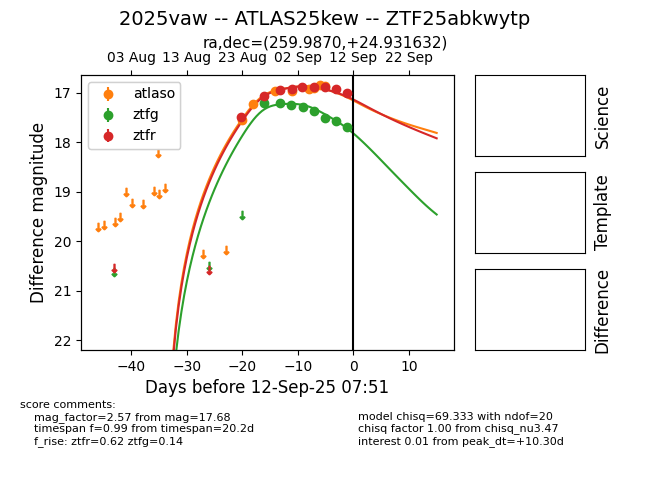 2025vaw -- ATLAS25kew -- ZTF25abkwytp
ra,dec=(259.9870,+24.931632)
03 Aug 13 Aug 23 Aug 02 Sep 12 Sep 22 Sep
atlaso
ztfg
ztfr
17
18
19
20
21
22
Difference magnitude
−40 −30 −20 −10 0 10
Days before 12-Sep-25 07:51
Science
Template
Difference
score comments:
mag_factor=2.57 from mag=17.68
timespan f=0.99 from timespan=20.2d
f_rise: ztfr=0.62 ztfg=0.14
model chisq=69.333 with ndof=20
chisq factor 1.00 from chisq_nu3.47
interest 0.01 from peak_dt=+10.30d